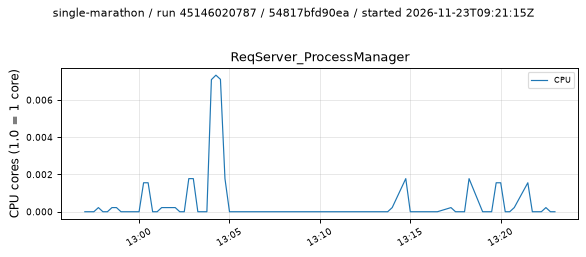 single-marathon / run 45146020787 / 54817bfd90ea / started 2026-11-23T09:21:15Z
ReqServer_ProcessManager
CPU cores (1.0 = 1 core)
0.006
0.004
0.002
0.000
CPU
13:00
13:05
13:10
13:15
13:20